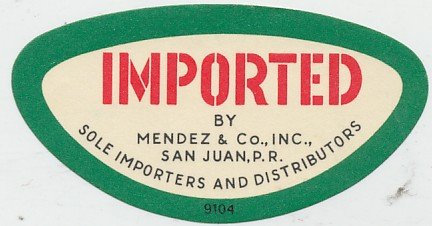 IMPORTED
BY
MENDEZ & Co., INC.,
SAN JUAN, P.R.
SOLE IMPORTERS AND DISTRIBUTORS
9104